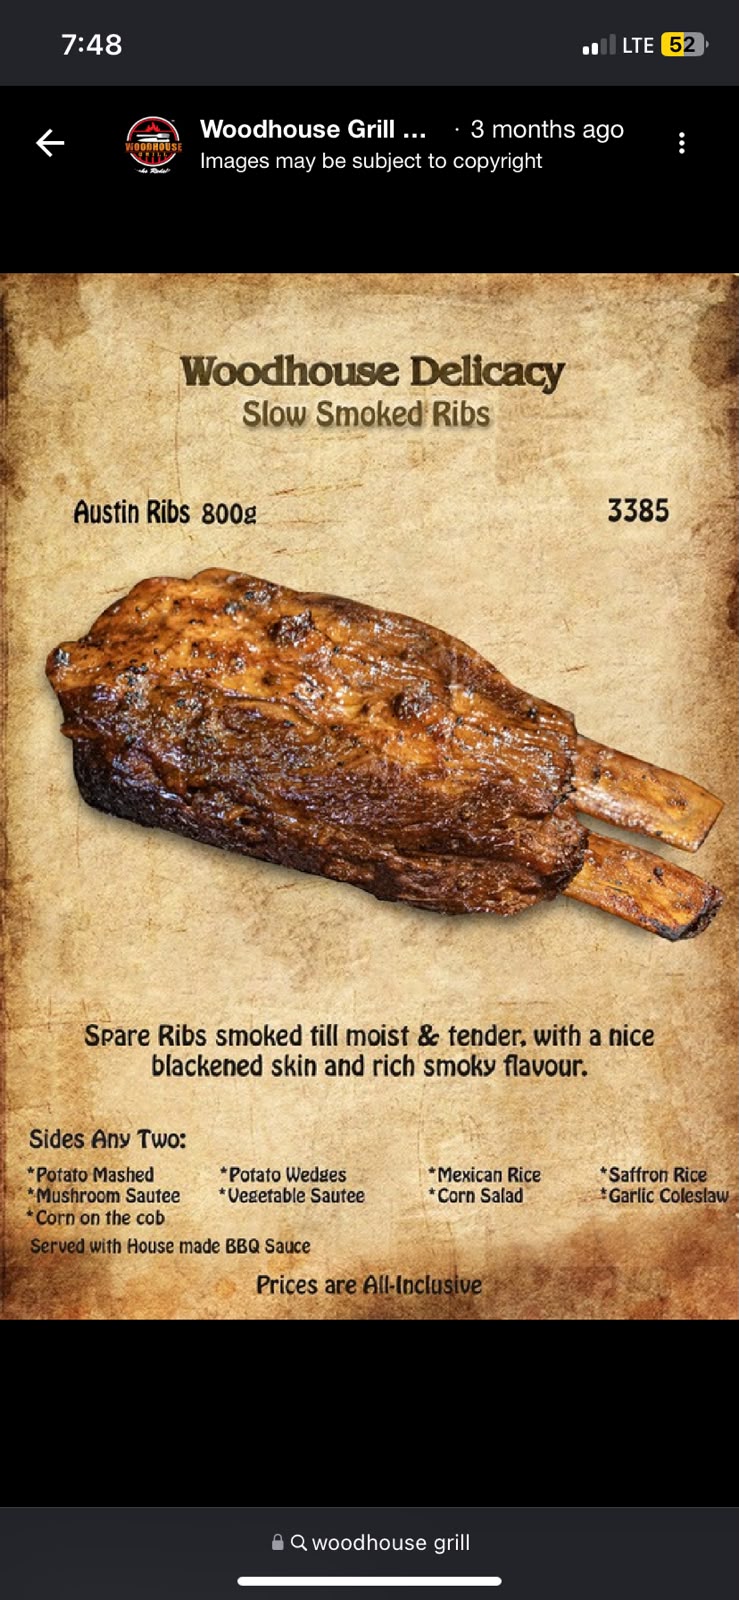 7:48
LTE 52
Woodhouse Grill ... · 3 months ago
Images may be subject to copyright
WOODHOUSE
GRILL
Woodhouse Delicacy
Slow Smoked Ribs
Austin Ribs 800g 3385
Spare Ribs smoked till moist & tender, with a nice
blackened skin and rich smoky flavour.
Sides Any Two:
*Potato Mashed *Potato Wedges *Mexican Rice *Saffron Rice
*Mushroom Sautee *Vegetable Sautee *Corn Salad *Garlic Coleslaw
*Corn on the cob
Served with House made BBQ Sauce
Prices are All-Inclusive
woodhouse grill